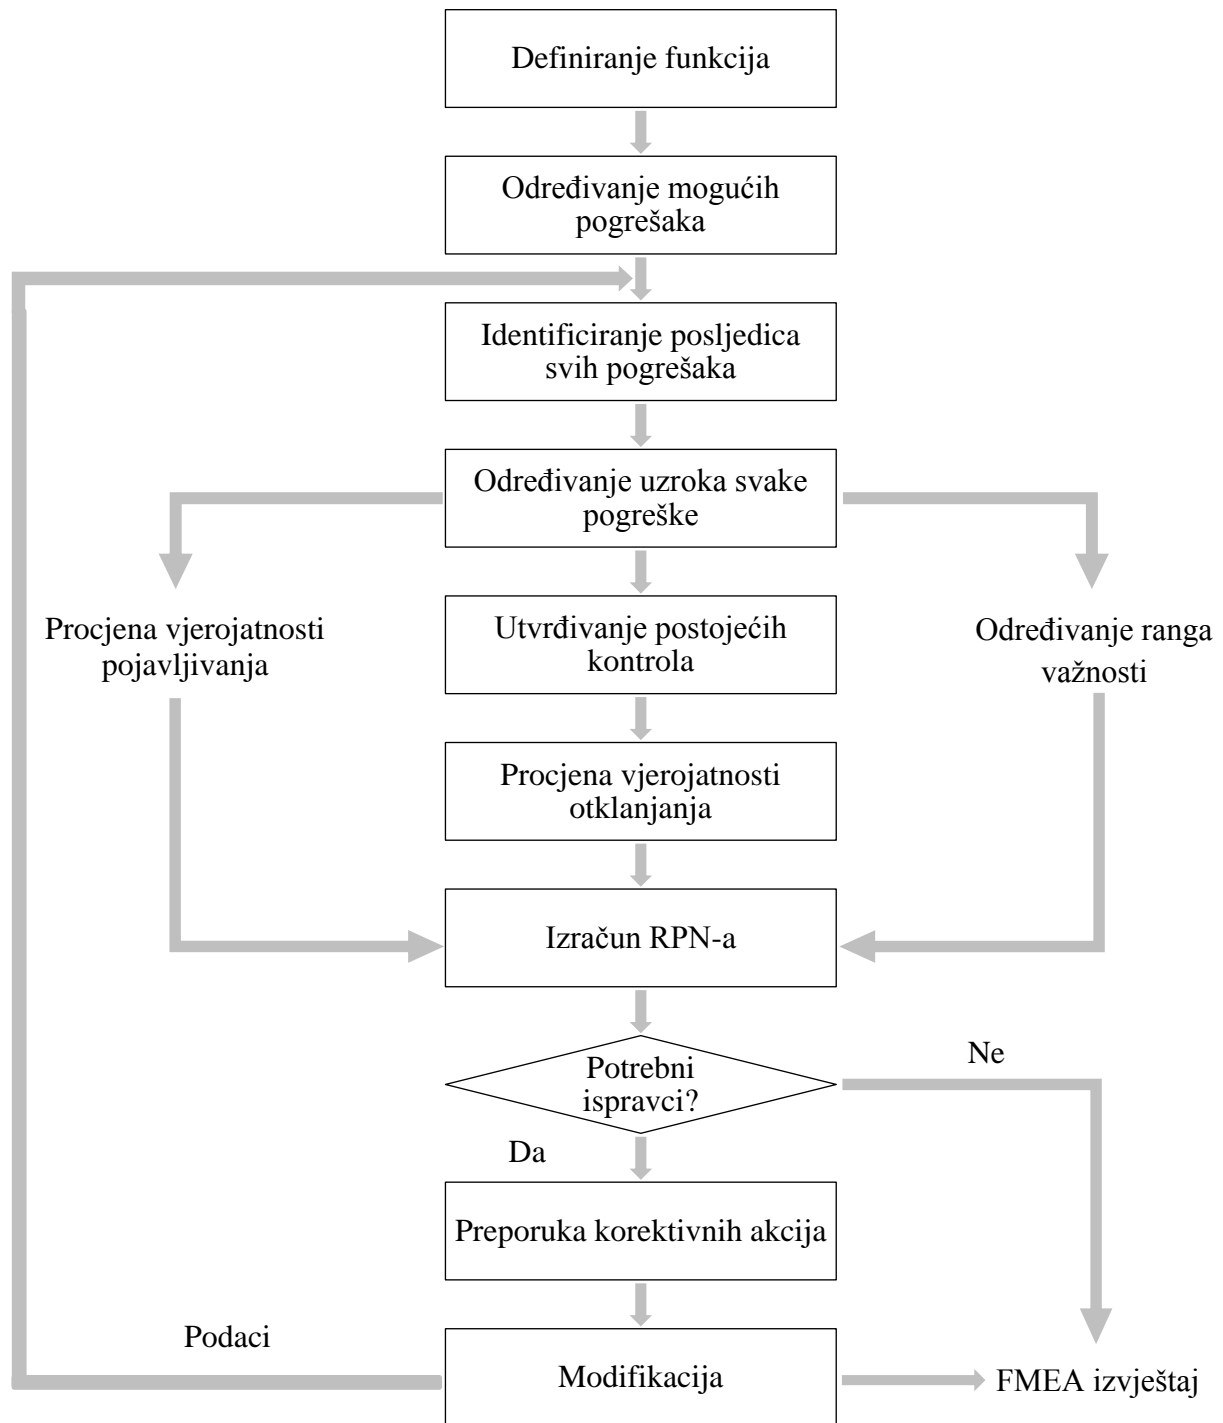 Definiranje funkcija
Određivanje mogućih
pogrešaka
Identificiranje posljedica
svih pogrešaka
Određivanje uzroka svake
pogreške
Procjena vjerojatnosti
pojavljivanja
Utvrđivanje postojećih
kontrola
Određivanje ranga
važnosti
Procjena vjerojatnosti
otklanjanja
Izračun RPN-a
Potrebni
ispravci?
Ne
Da
Preporuka korektivnih akcija
Podaci
Modifikacija
FMEA izvještaj